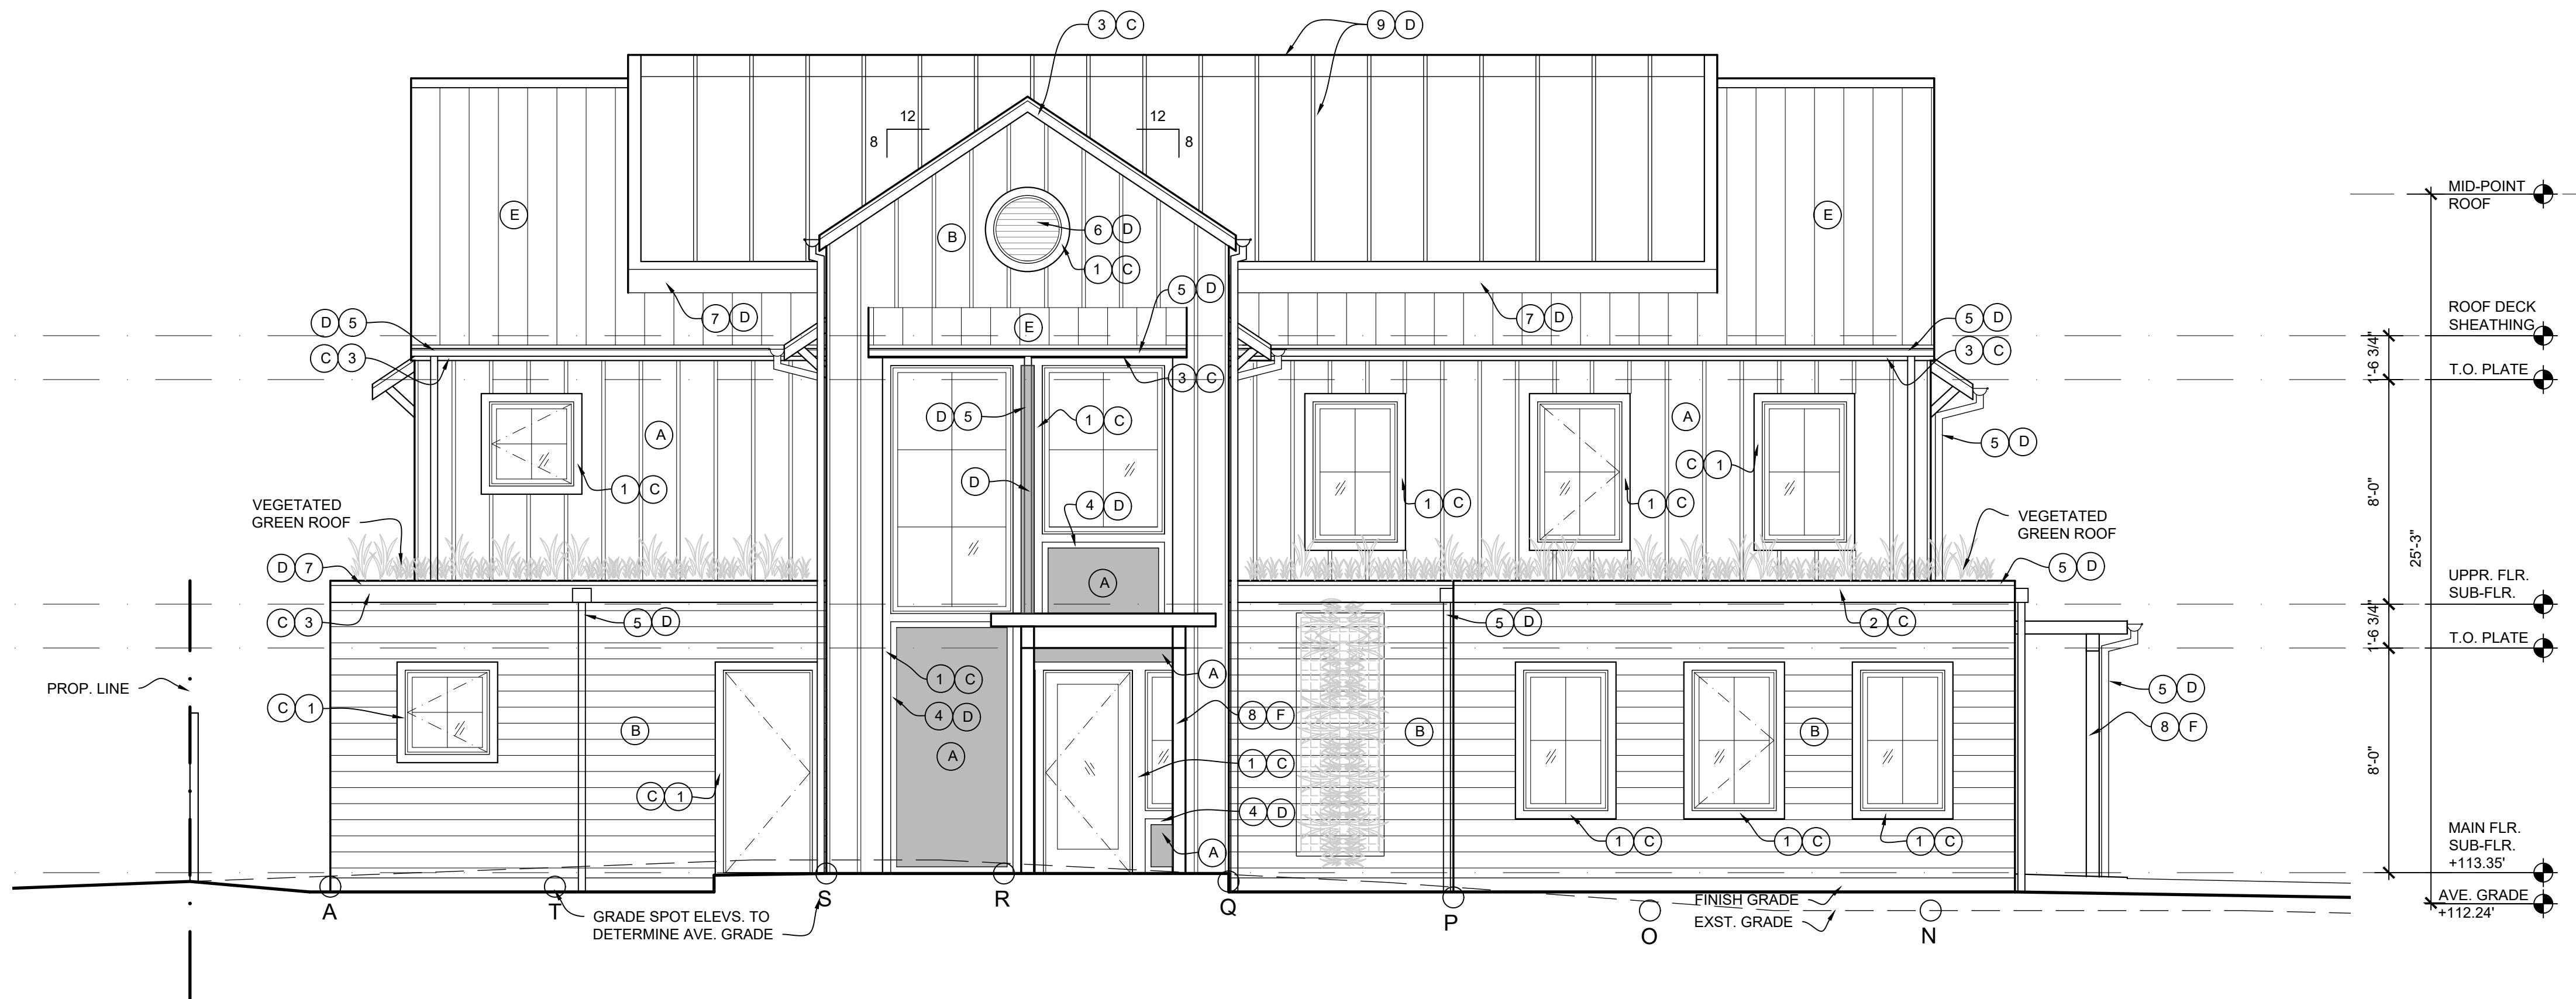 3 C
9 D
12
12
8
8
MID-POINT
ROOF
E
E
B
6 D
1 C
5 D
ROOF DECK
SHEATHING
D 5
7 D
E
7 D
5 D
C 3
3 C
1'-6 3/4"
T.O. PLATE
3 C
D 5
1 C
A
A
5 D
C 1
D
1 C
1 C
1 C
4 D
8'-0"
VEGETATED
GREEN ROOF
VEGETATED
GREEN ROOF
25'-3"
D 7
A
5 D
UPPR. FLR.
SUB-FLR.
C 3
5 D
5 D
2 C
1'-6 3/4"
T.O. PLATE
PROP. LINE
1 C
A
5 D
C 1
4 D
8 F
8 F
B
A
B
B
1 C
8'-0"
C 1
4 D
A
1 C
1 C
1 C
MAIN FLR.
SUB-FLR.
+113.35'
A
T
S
R
Q
P
O
N
GRADE SPOT ELEVS. TO
DETERMINE AVE. GRADE
FINISH GRADE
EXST. GRADE
AVE. GRADE
+112.24'